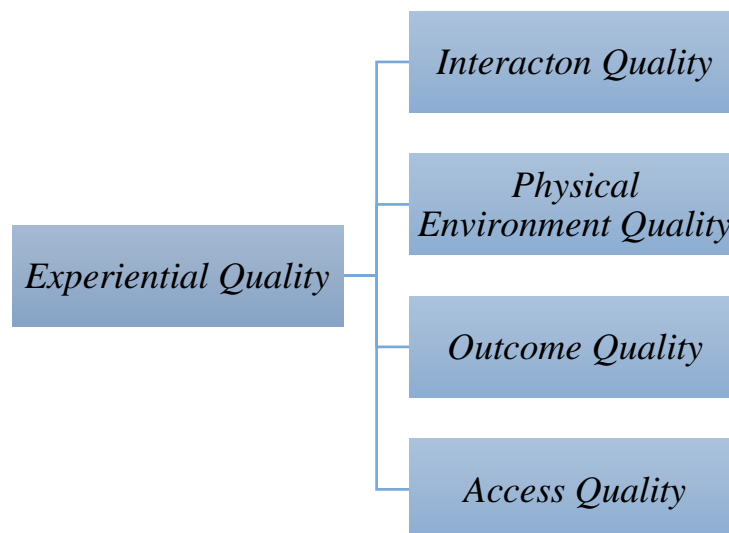 Interacton Quality
Physical
Environment Quality
Experiential Quality
Outcome Quality
Access Quality